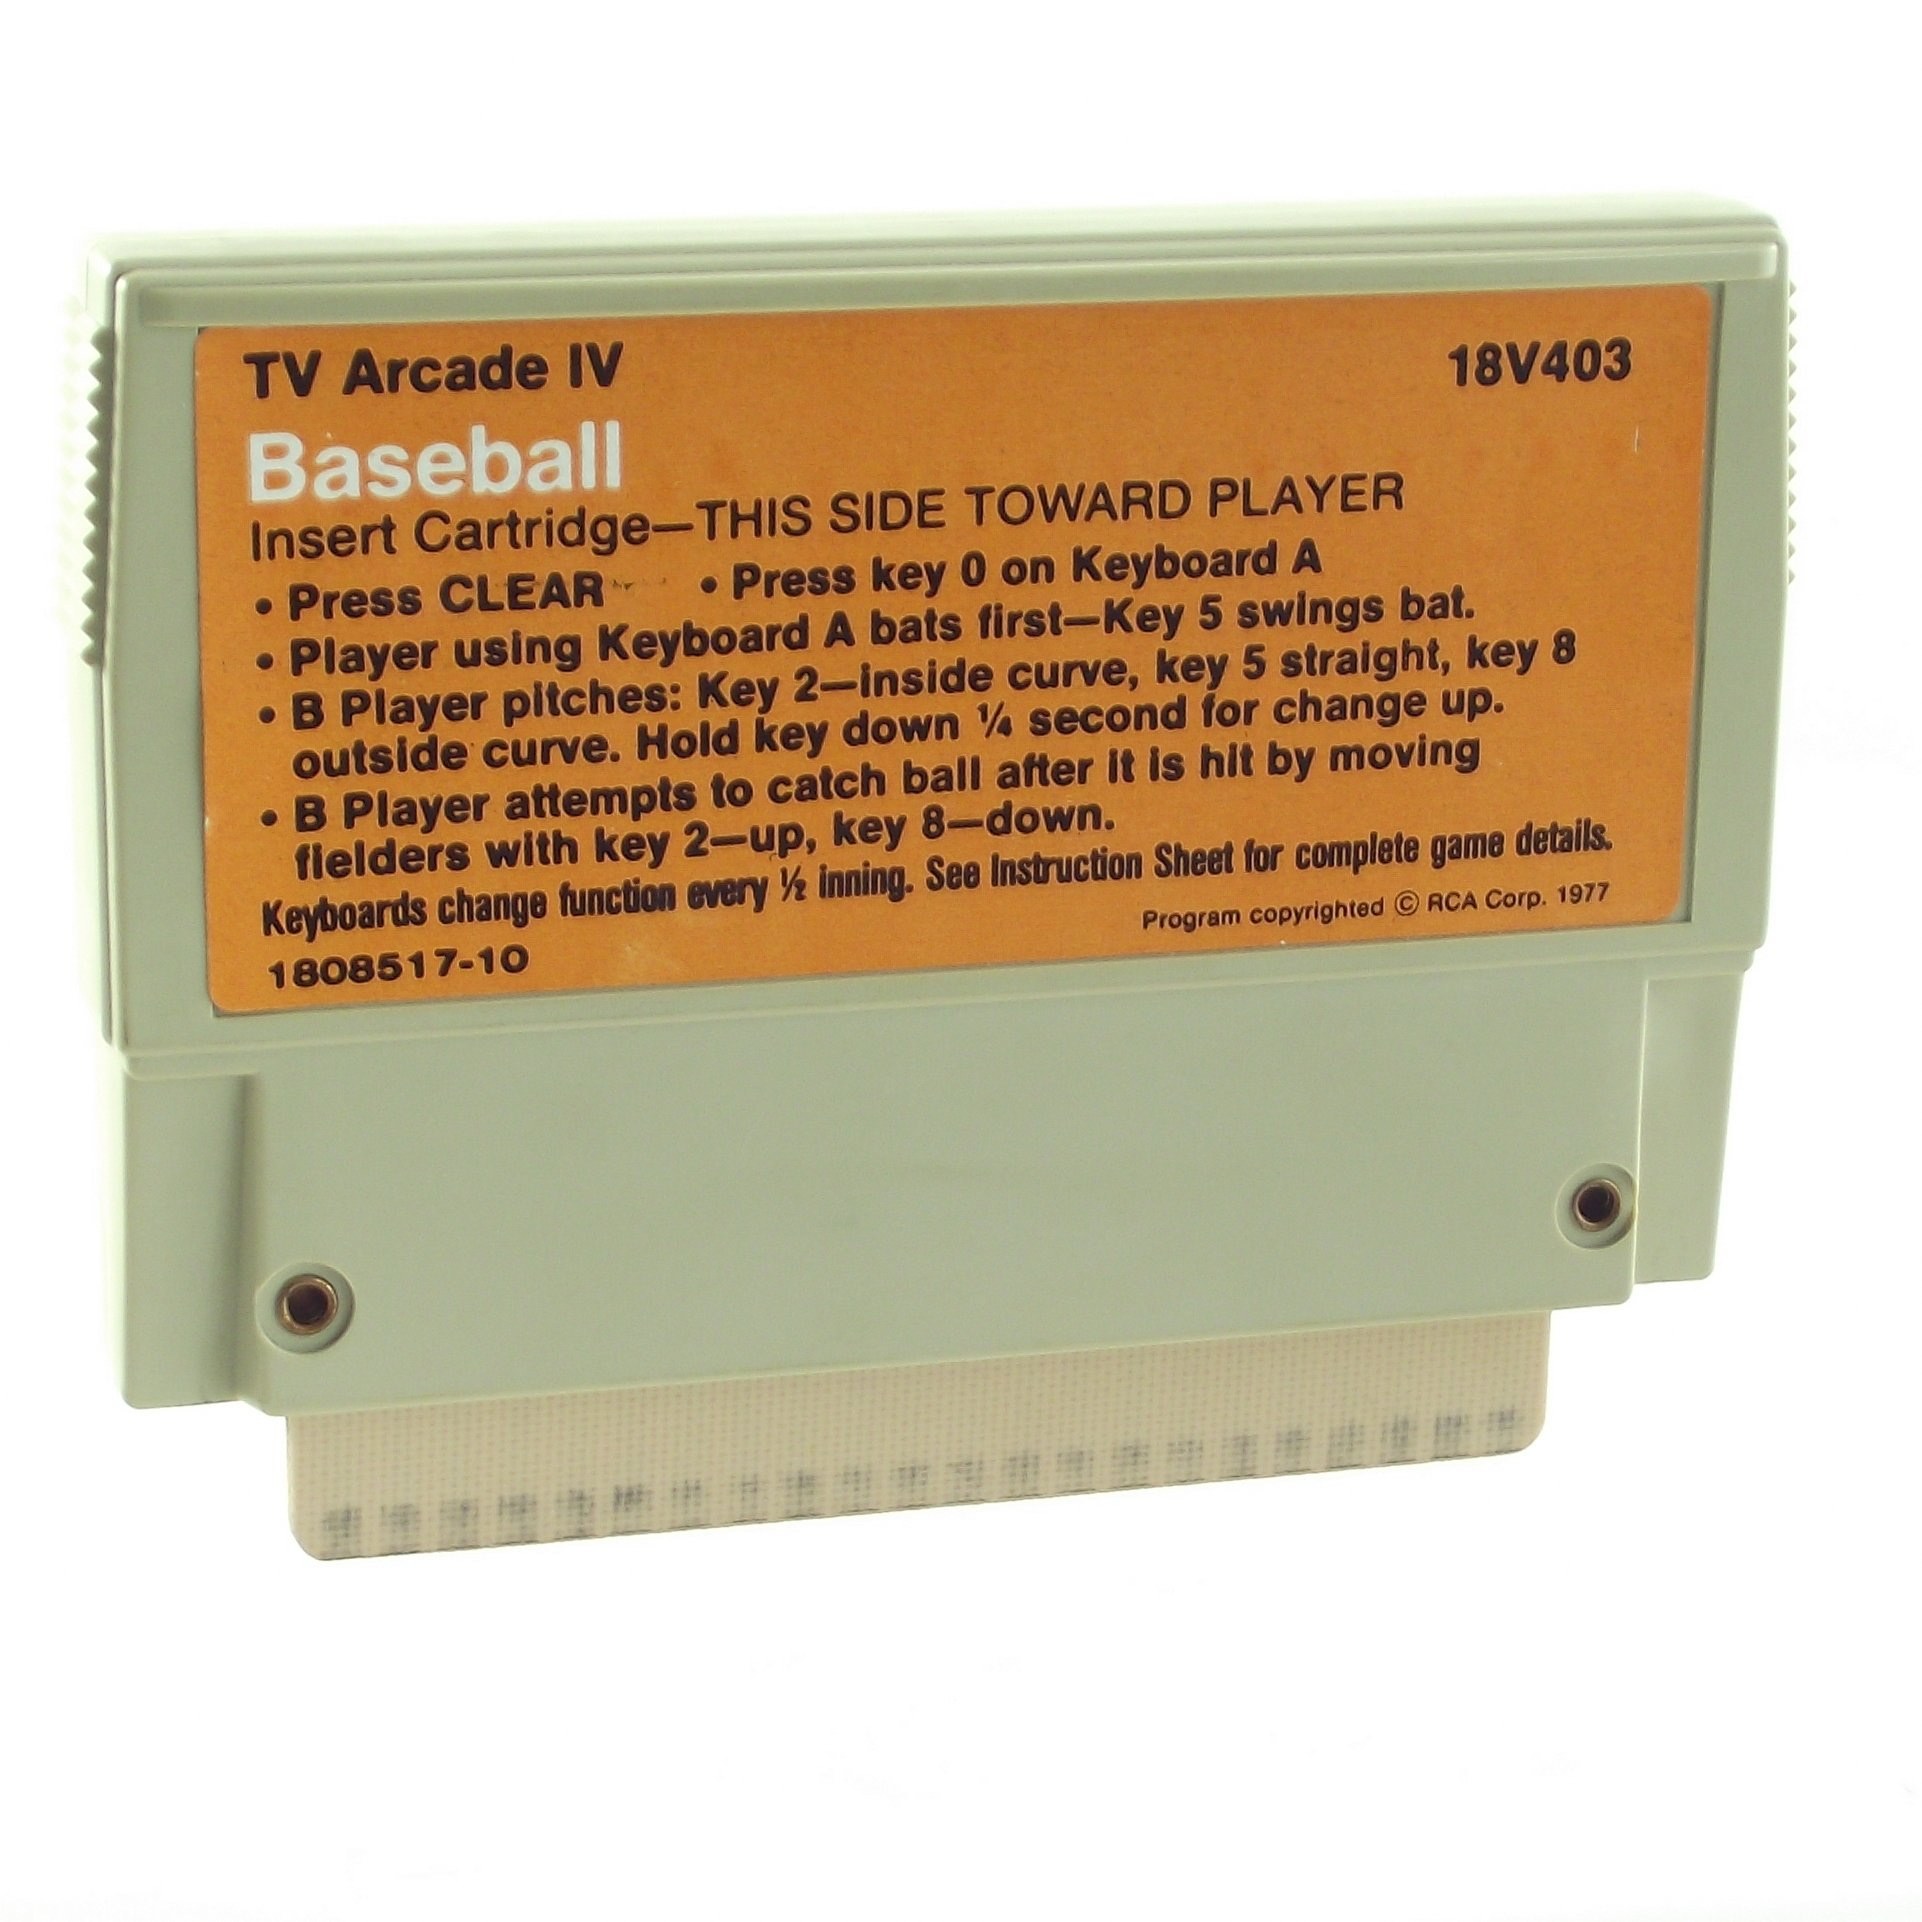 TV Arcade IV 18V403
Baseball
Insert Cartridge—THIS SIDE TOWARD PLAYER
• Press CLEAR • Press key 0 on Keyboard A
• Player using Keyboard A bats first—Key 5 swings bat.
• B Player pitches: Key 2—inside curve, key 5 straight, key 8
outside curve. Hold key down ¼ second for change up.
• B Player attempts to catch ball after it is hit by moving
fielders with key 2—up, key 8—down.
Keyboards change function every ½ inning. See Instruction Sheet for complete game details.
Program copyrighted © RCA Corp. 1977
1808517-10